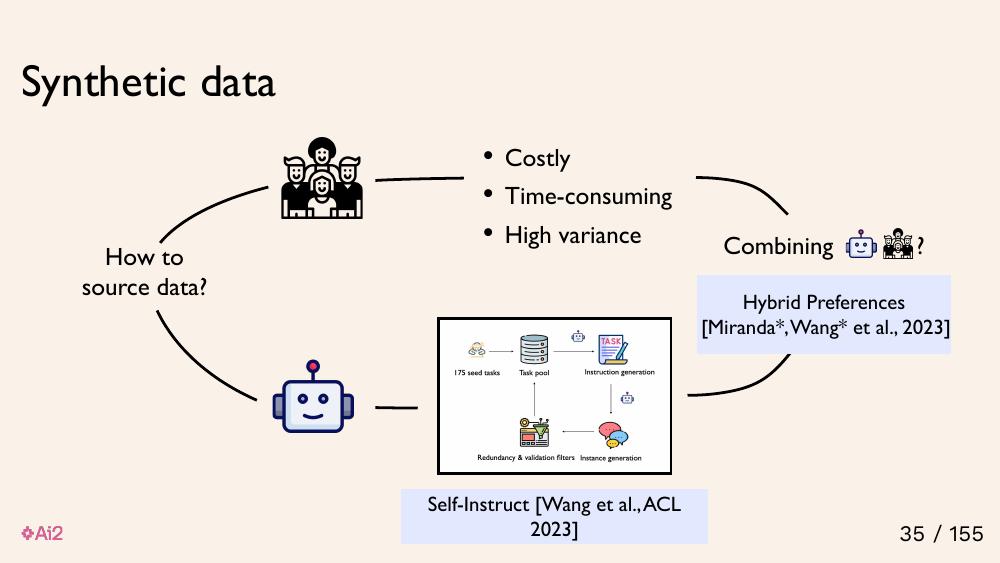 Synthetic data
How to
source data?
• Costly
• Time-consuming
• High variance
Combining ?
Hybrid Preferences
[Miranda*, Wang* et al., 2023]
175 seed tasks
Task pool
TASK
Instruction generation
Redundancy & validation filters
Instance generation
Self-Instruct [Wang et al., ACL
2023]
Ai2
35 / 155